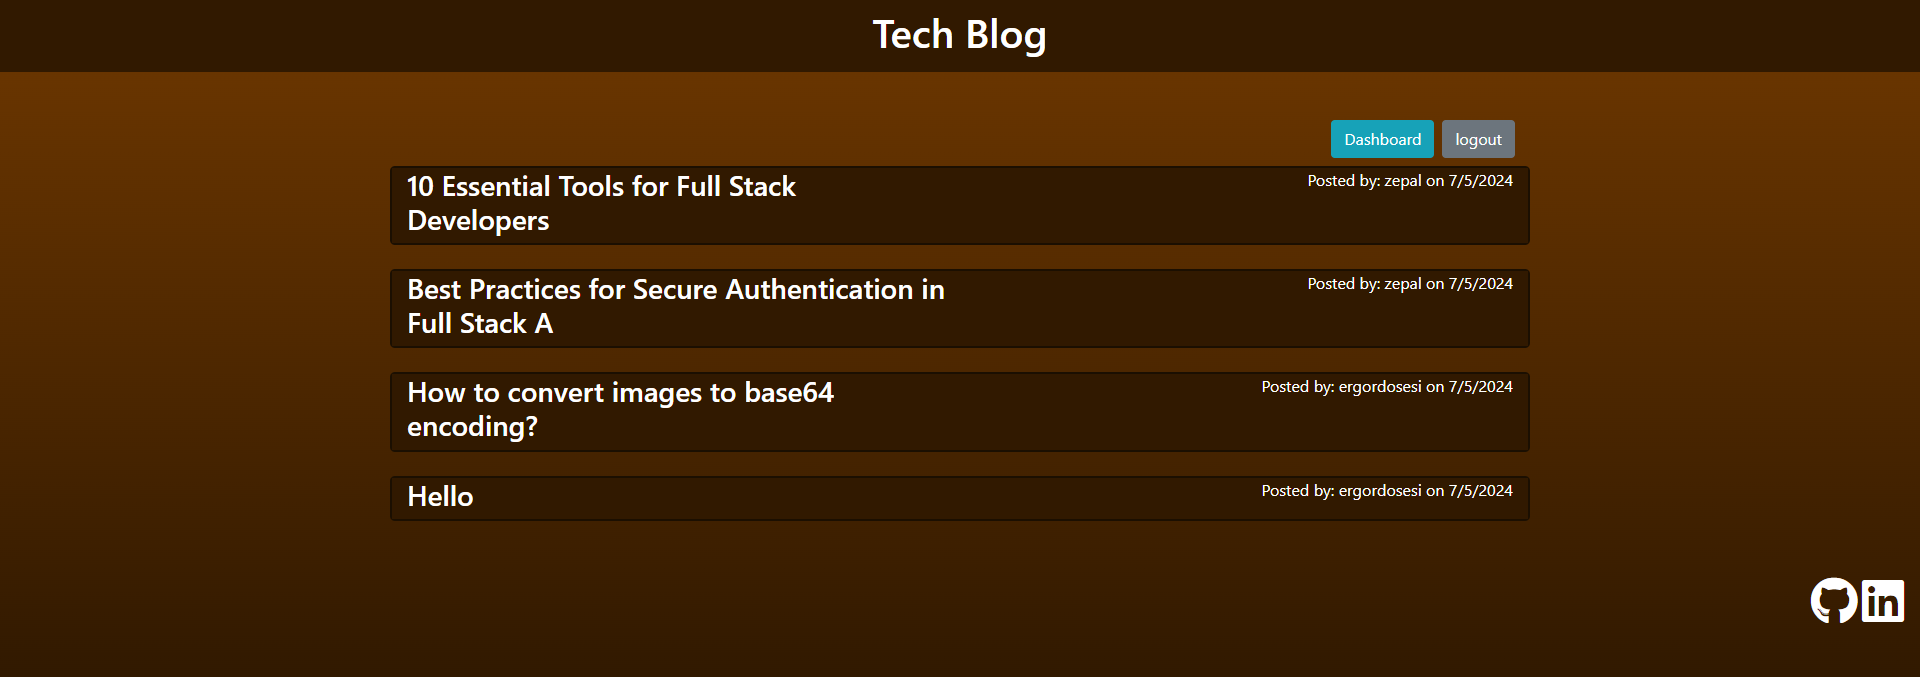 Tech Blog
Dashboard logout
10 Essential Tools for Full Stack
Developers
Posted by: zepal on 7/5/2024
Best Practices for Secure Authentication in
Full Stack A
Posted by: zepal on 7/5/2024
How to convert images to base64
encoding?
Posted by: ergordosesi on 7/5/2024
Hello
Posted by: ergordosesi on 7/5/2024
in